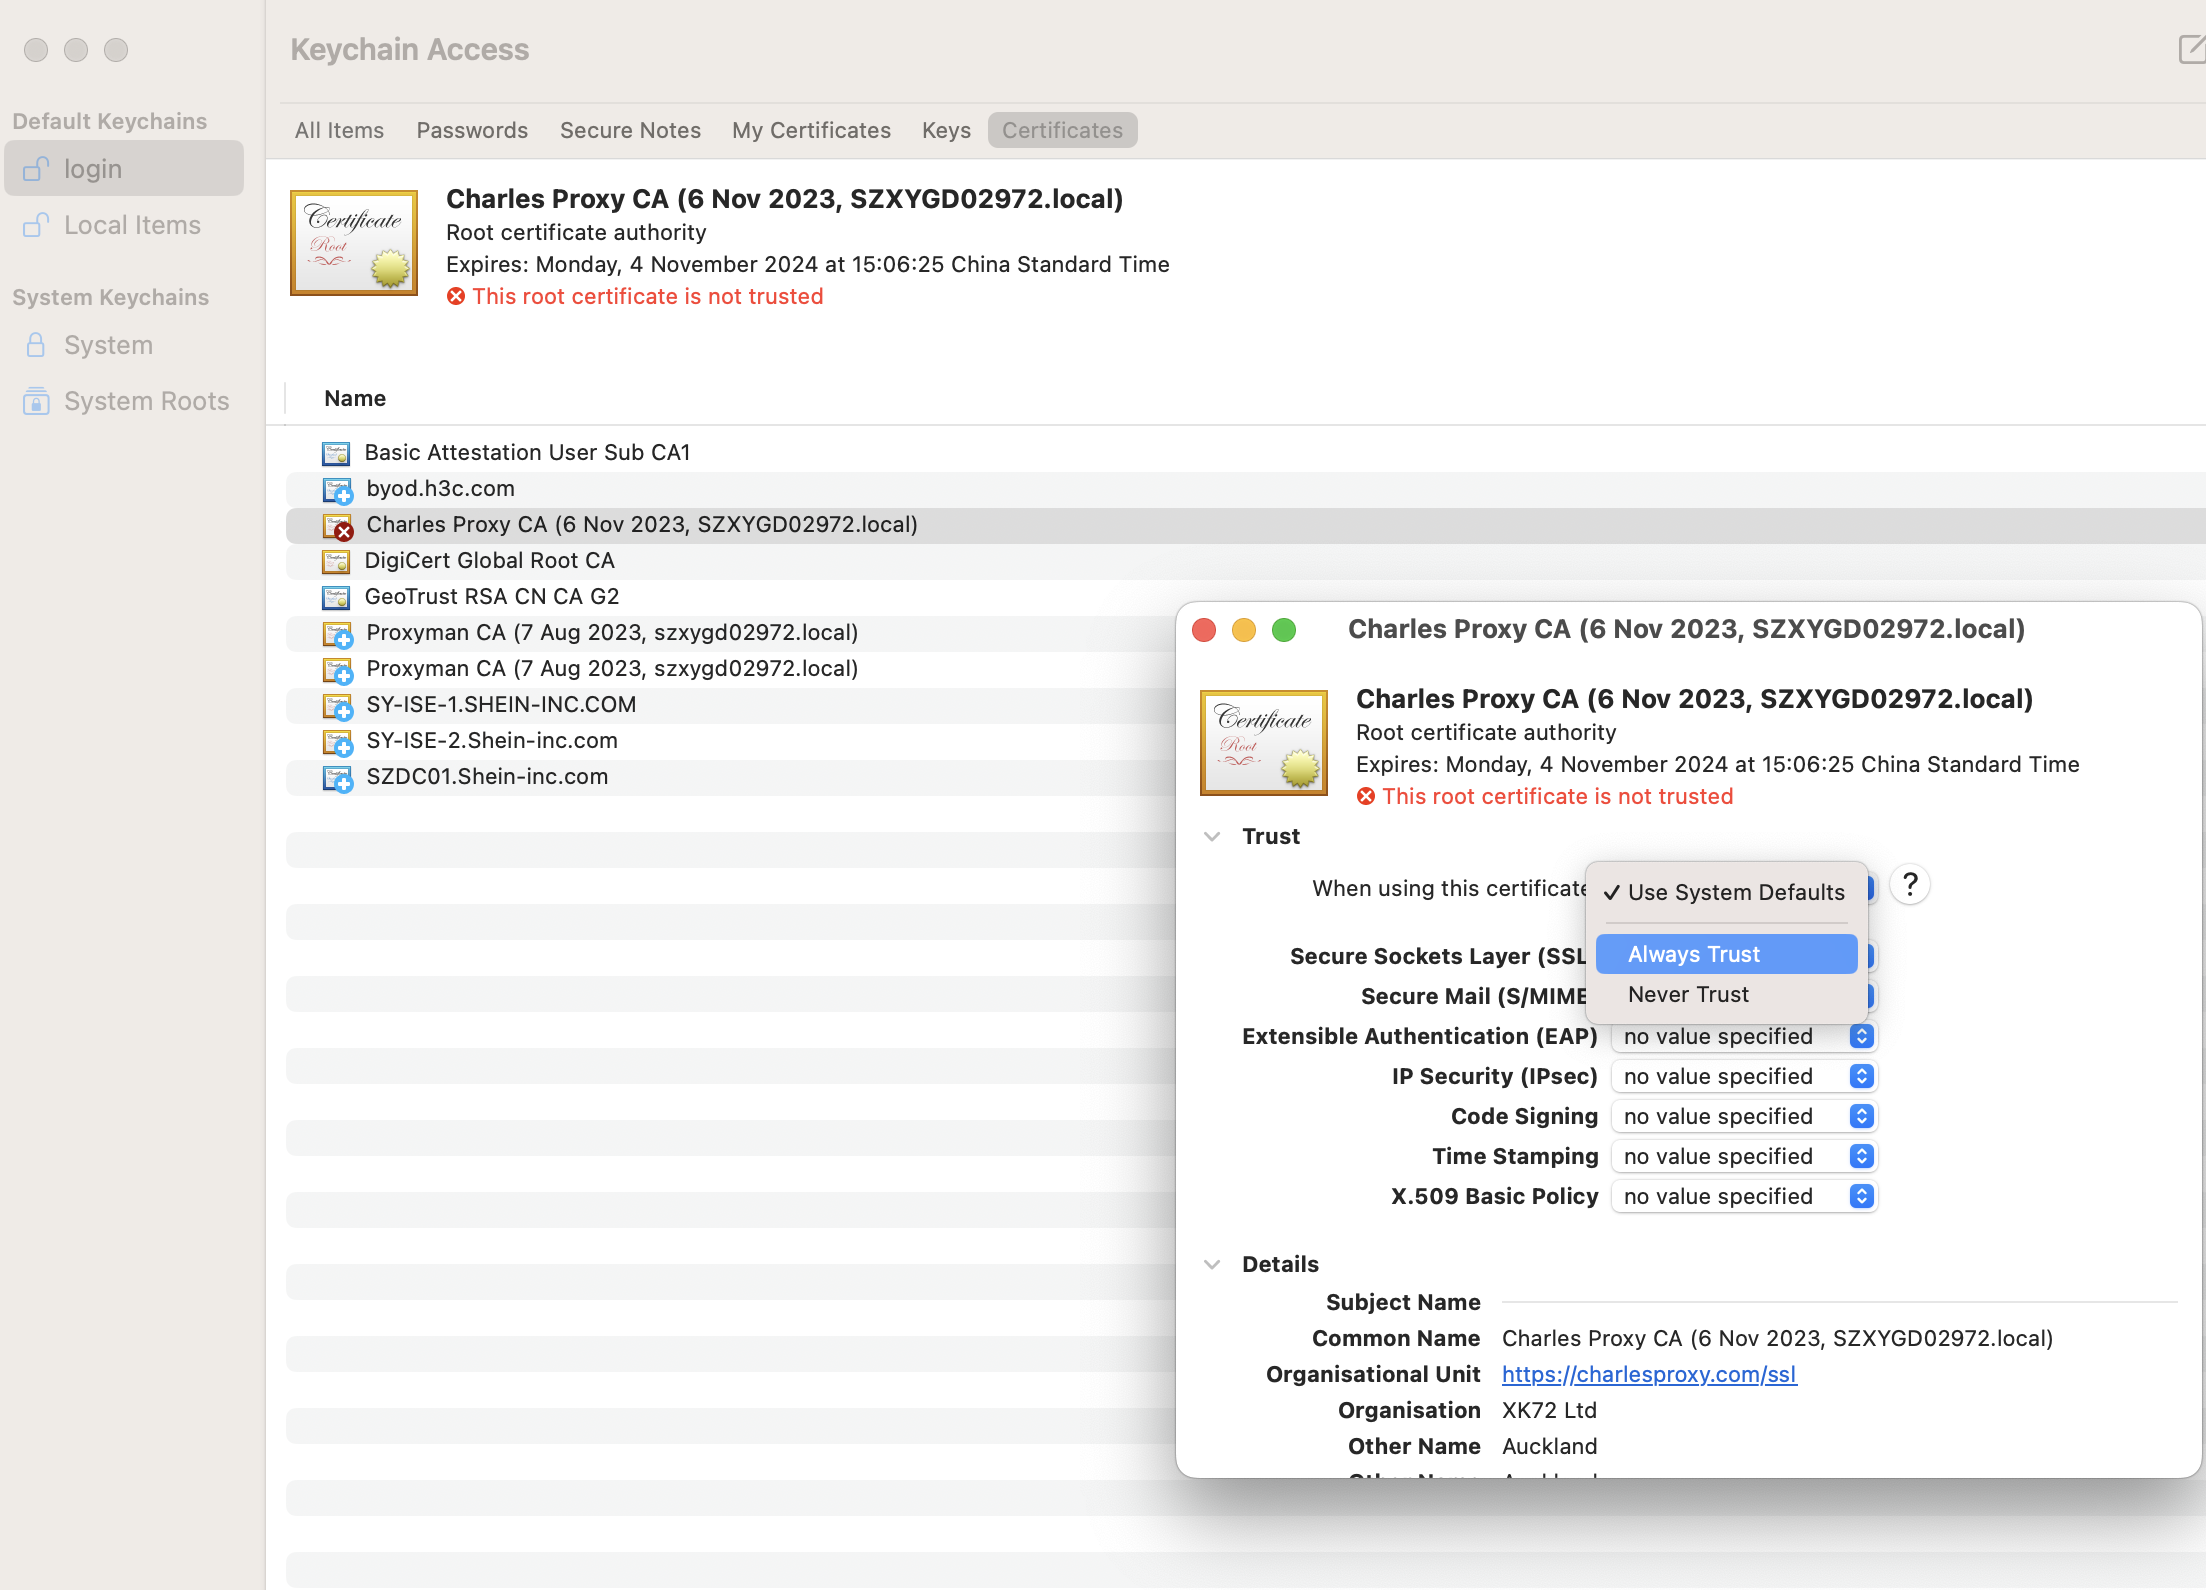 Keychain Access
Default Keychains
login
Local Items
System Keychains
System
System Roots
All Items Passwords Secure Notes My Certificates Keys Certificates
Certificate
Root
Charles Proxy CA (6 Nov 2023, SZXYGD02972.local)
Root certificate authority
Expires: Monday, 4 November 2024 at 15:06:25 China Standard Time
This root certificate is not trusted
Name
Basic Attestation User Sub CA1
byod.h3c.com
Charles Proxy CA (6 Nov 2023, SZXYGD02972.local)
DigiCert Global Root CA
GeoTrust RSA CN CA G2
Proxyman CA (7 Aug 2023, szxygd02972.local)
Proxyman CA (7 Aug 2023, szxygd02972.local)
SY-ISE-1.SHEIN-INC.COM
SY-ISE-2.Shein-inc.com
SZDC01.Shein-inc.com
Charles Proxy CA (6 Nov 2023, SZXYGD02972.local)
Certificate
Root
Charles Proxy CA (6 Nov 2023, SZXYGD02972.local)
Root certificate authority
Expires: Monday, 4 November 2024 at 15:06:25 China Standard Time
This root certificate is not trusted
Trust
When using this certificate ✓ Use System Defaults ?
Secure Sockets Layer (SSL Always Trust
Secure Mail (S/MIME Never Trust
Extensible Authentication (EAP) no value specified
IP Security (IPsec) no value specified
Code Signing no value specified
Time Stamping no value specified
X.509 Basic Policy no value specified
Details
Subject Name
Common Name Charles Proxy CA (6 Nov 2023, SZXYGD02972.local)
Organisational Unit https://charlesproxy.com/ssl
Organisation XK72 Ltd
Other Name Auckland